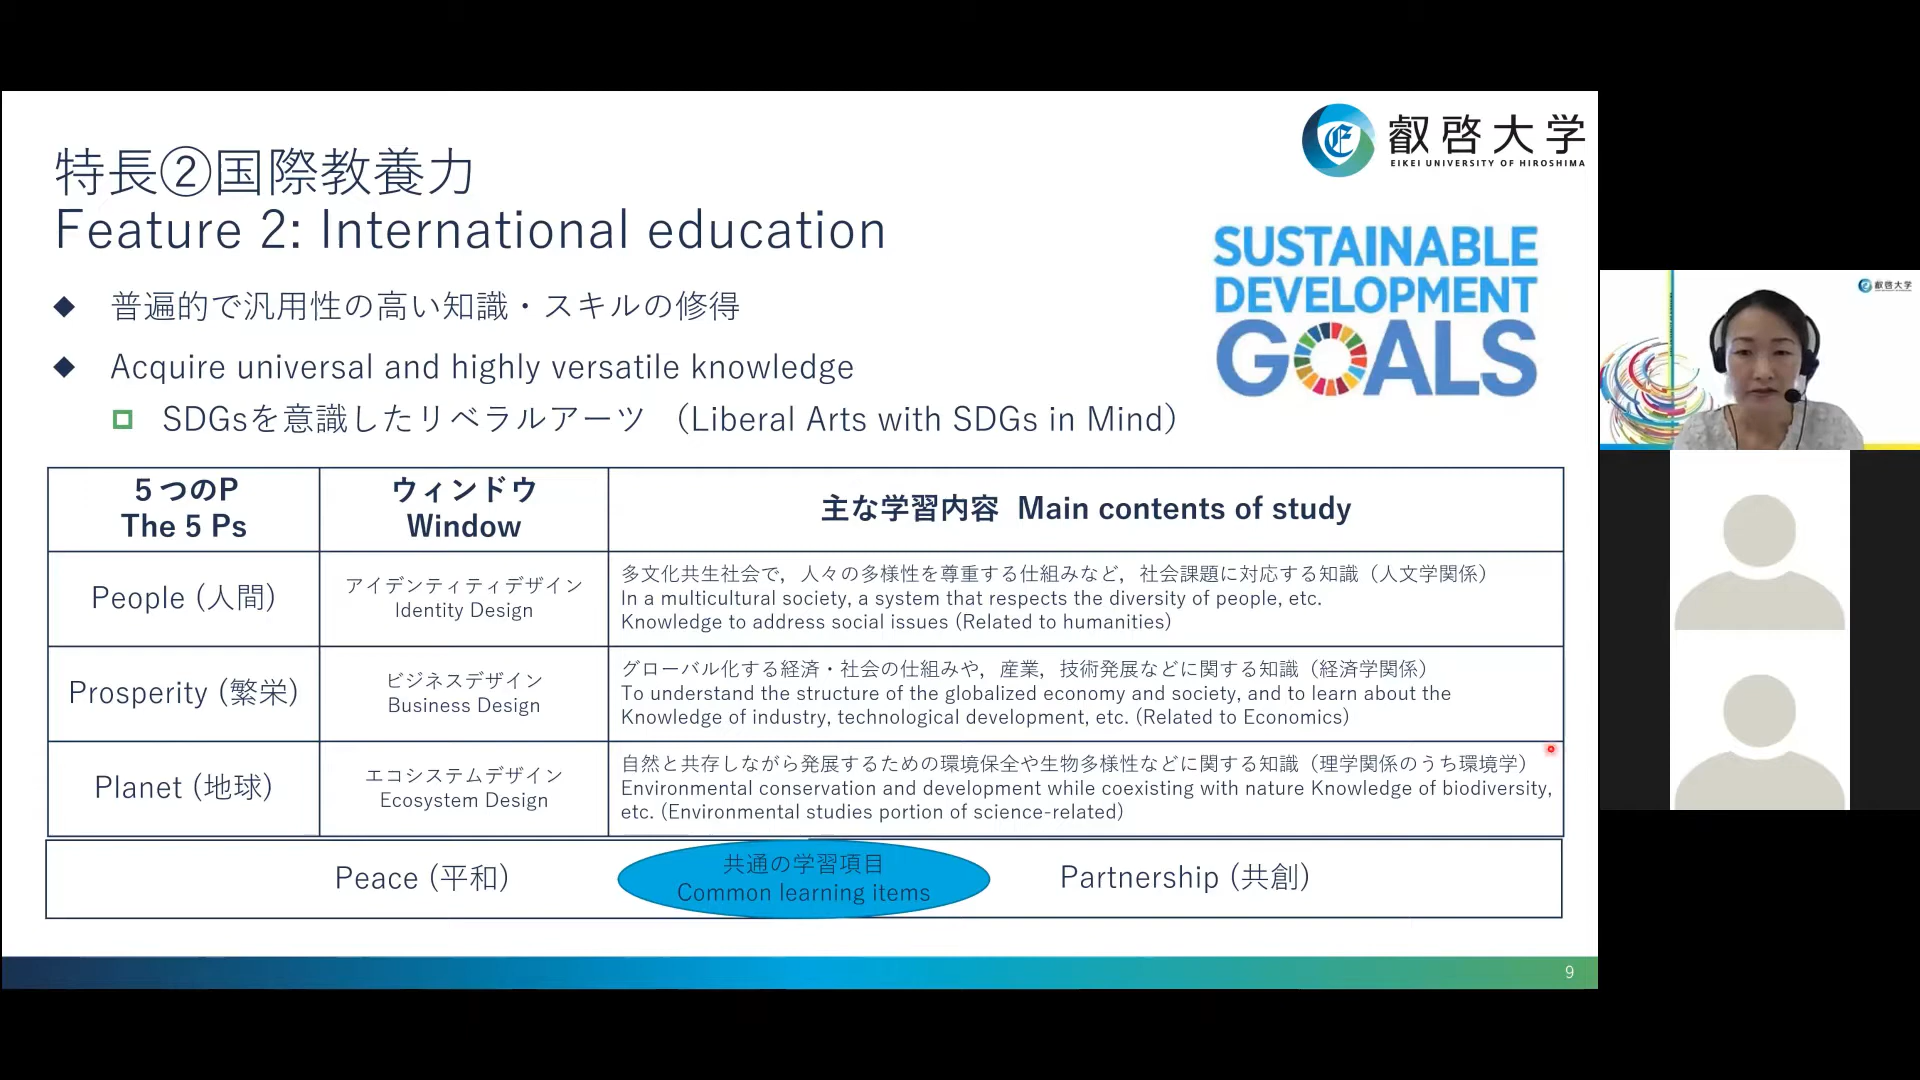 叡啓大学
EIKEI UNIVERSITY OF HIROSHIMA
特長②国際教養力
Feature 2: International education
SUSTAINABLE
DEVELOPMENT
GOALS
◆ 普遍的で汎用性の高い知識・スキルの修得
◆ Acquire universal and highly versatile knowledge
SDGsを意識したリベラルアーツ （Liberal Arts with SDGs in Mind）
５つのP
The 5 Ps
ウィンドウ
Window
主な学習内容 Main contents of study
People (人間)
アイデンティティデザイン
Identity Design
多文化共生社会で，人々の多様性を尊重する仕組みなど，社会課題に対応する知識（人文学関係）
In a multicultural society, a system that respects the diversity of people, etc.
Knowledge to address social issues (Related to humanities)
Prosperity (繁栄)
ビジネスデザイン
Business Design
グローバル化する経済・社会の仕組みや，産業，技術発展などに関する知識（経済学関係）
To understand the structure of the globalized economy and society, and to learn about the
Knowledge of industry, technological development, etc. (Related to Economics)
Planet (地球)
エコシステムデザイン
Ecosystem Design
自然と共存しながら発展するための環境保全や生物多様性などに関する知識（理学関係のうち環境学）
Environmental conservation and development while coexisting with nature Knowledge of biodiversity,
etc. (Environmental studies portion of science-related)
Peace (平和)
共通の学習項目
Common learning items
Partnership (共創)
9
叡啓大学